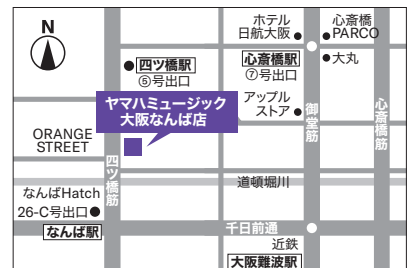 N
ホテル
日航大阪
心斎橋
PARCO
四ツ橋駅
⑤号出口
心斎橋駅
⑦号出口
大丸
ヤマハミュージック
大阪なんば店
アップル
ストア
御堂筋
心斎橋筋
ORANGE
STREET
四ツ橋筋
道頓堀川
なんばHatch
26-C号出口
なんば駅
千日前通
近鉄
大阪難波駅